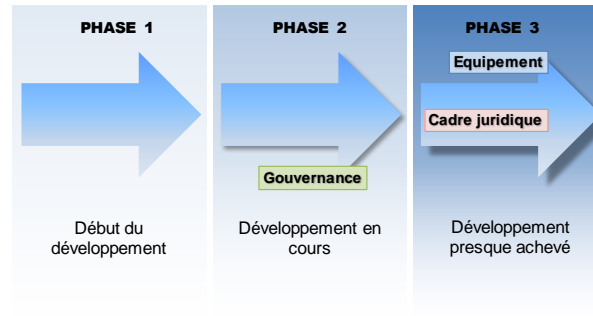 PHASE 1
PHASE 2
PHASE 3
Equipement
Cadre juridique
Gouvernance
Début du
développement
Développement en
cours
Développement
presque achevé